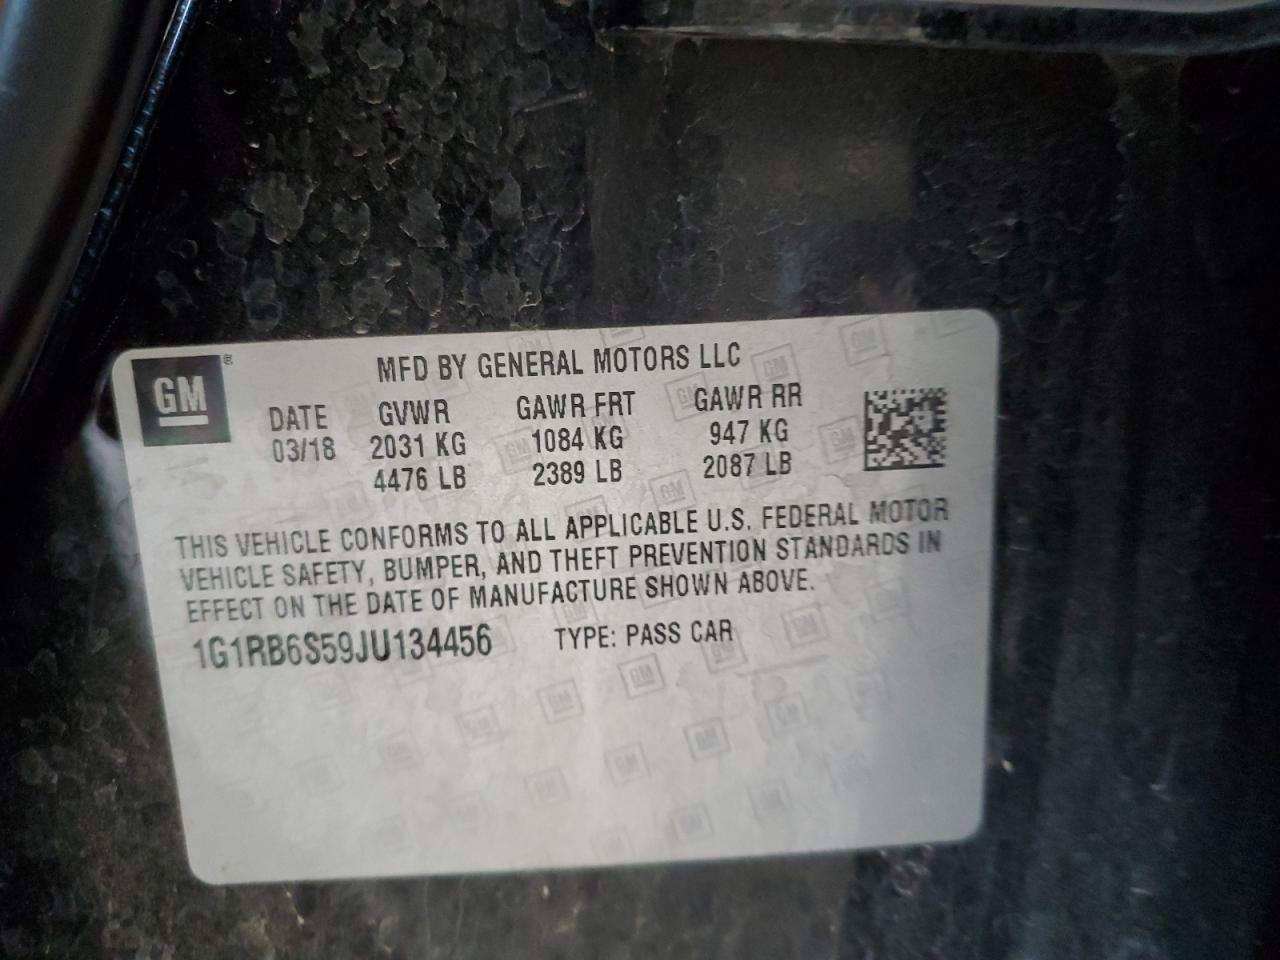 GM ®
MFD BY GENERAL MOTORS LLC
DATE GVWR GAWR FRT GAWR RR
03/18 2031 KG 1084 KG 947 KG
4476 LB 2389 LB 2087 LB
THIS VEHICLE CONFORMS TO ALL APPLICABLE U.S. FEDERAL MOTOR
VEHICLE SAFETY, BUMPER, AND THEFT PREVENTION STANDARDS IN
EFFECT ON THE DATE OF MANUFACTURE SHOWN ABOVE.
1G1RB6S59JU134456 TYPE: PASS CAR